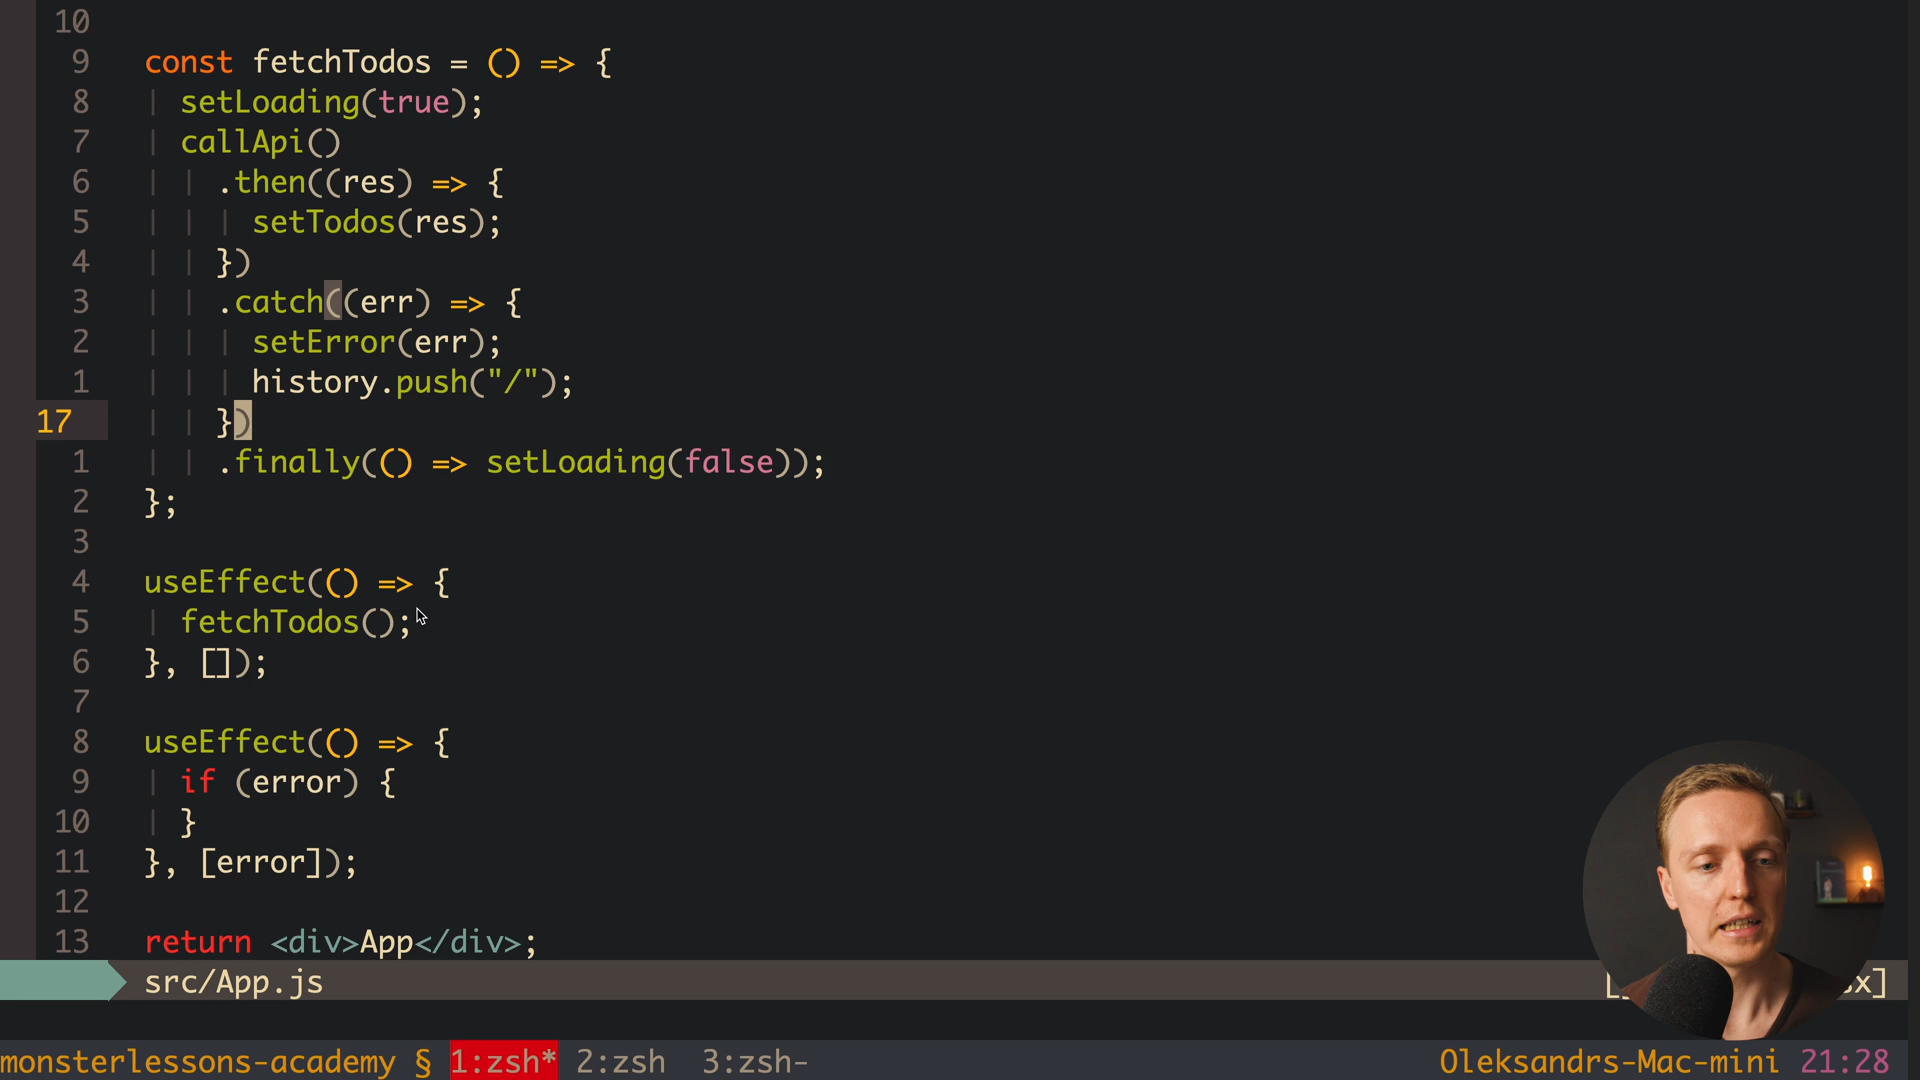 10
9 const fetchTodos = () => {
8 setLoading(true);
7 callApi()
6 .then((res) => {
5 setTodos(res);
4 })
3 .catch((err) => {
2 setError(err);
1 history.push("/");
17 })
1 .finally(() => setLoading(false));
2 };
3
4 useEffect(() => {
5 fetchTodos();
6 }, []);
7
8 useEffect(() => {
9 if (error) {
10 }
11 }, [error]);
12
13 return <div>App</div>;
src/App.js
monsterlessons-academy § 1:zsh* 2:zsh 3:zsh- Oleksandrs-Mac-mini 21:28